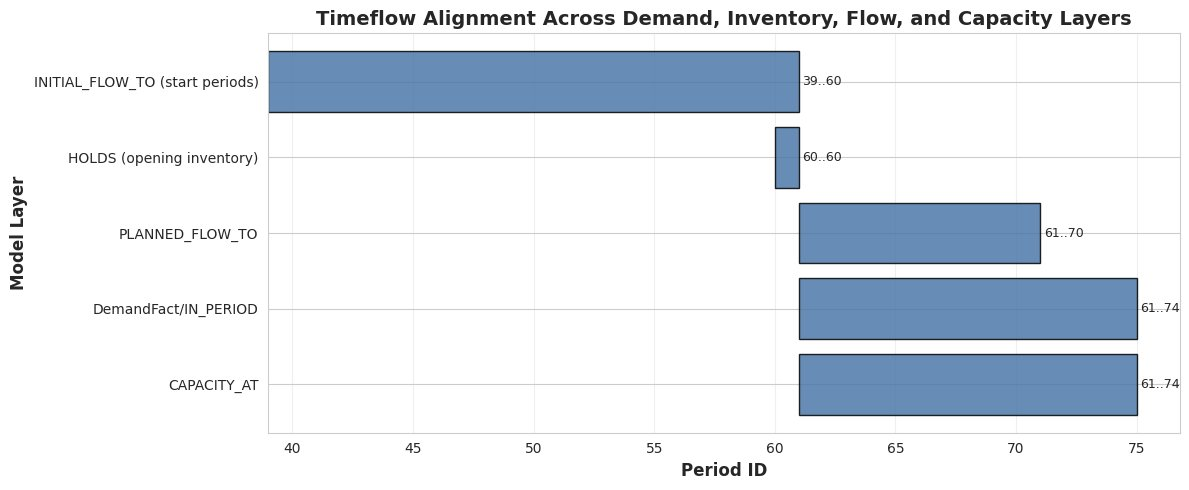 Timeflow Alignment Across Demand, Inventory, Flow, and Capacity Layers
Model Layer
INITIAL_FLOW_TO (start periods)
39..60
HOLDS (opening inventory)
60..60
PLANNED_FLOW_TO
61..70
DemandFact/IN_PERIOD
61..74
CAPACITY_AT
61..74
40 45 50 55 60 65 70 75
Period ID